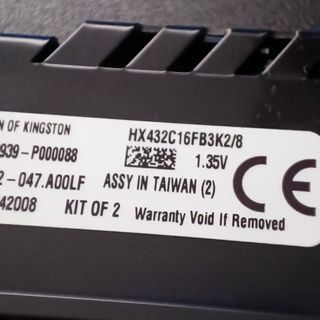 N OF KINGSTON HX432C16FB3K2/8
939-P000088 1.35V
2-047.A00LF ASSY IN TAIWAN (2) CE
42008 KIT OF 2 Warranty Void If Removed